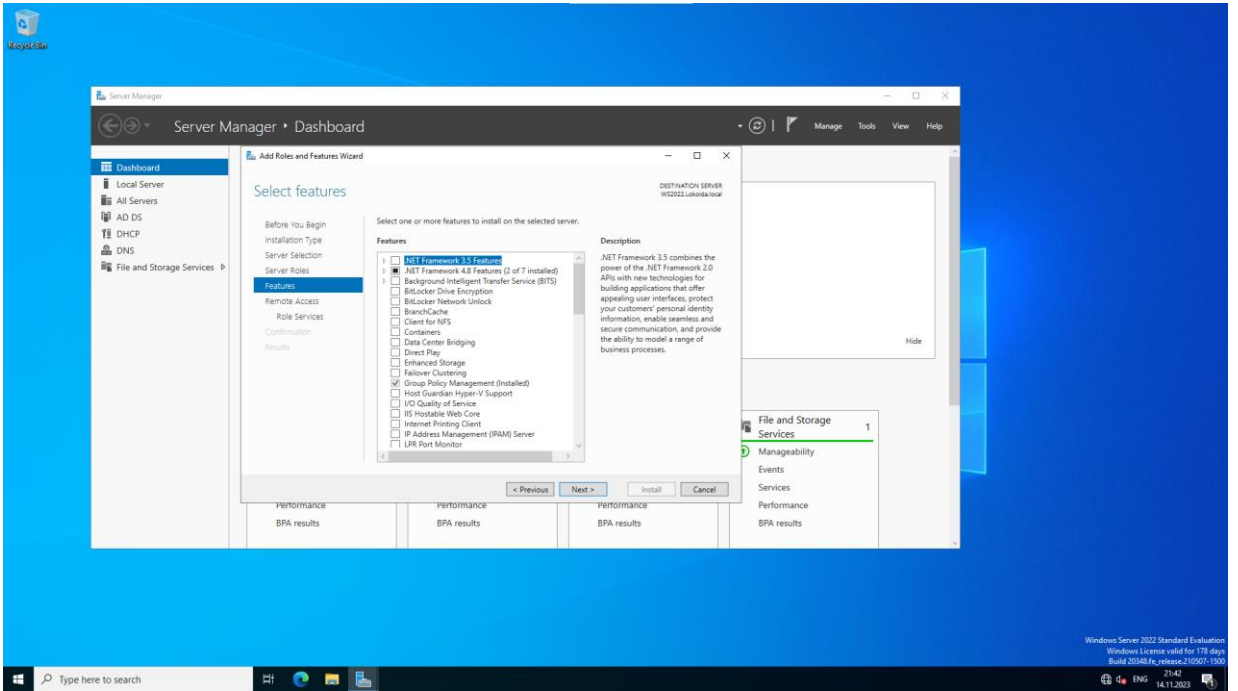 Recycle Bin
Server Manager
Server Manager • Dashboard
Manage Tools View Help
Dashboard
Local Server
All Servers
AD DS
DHCP
DNS
File and Storage Services
Add Roles and Features Wizard
Select features
DESTINATION SERVER
WS2022.Lokoida.local
Before You Begin
Installation Type
Server Selection
Server Roles
Features
Remote Access
Role Services
Confirmation
Results
Select one or more features to install on the selected server.
Features
.NET Framework 3.5 Features
.NET Framework 4.8 Features (2 of 7 installed)
Background Intelligent Transfer Service (BITS)
BitLocker Drive Encryption
BitLocker Network Unlock
BranchCache
Client for NFS
Containers
Data Center Bridging
Direct Play
Enhanced Storage
Failover Clustering
Group Policy Management (Installed)
Host Guardian Hyper-V Support
I/O Quality of Service
IIS Hostable Web Core
Internet Printing Client
IP Address Management (IPAM) Server
LPR Port Monitor
Description
.NET Framework 3.5 combines the
power of the .NET Framework 2.0
APIs with new technologies for
building applications that offer
appealing user interfaces, protect
your customers' personal identity
information, enable seamless and
secure communication, and provide
the ability to model a range of
business processes.
< Previous Next > Install Cancel
Hide
File and Storage 1
Services
Manageability
Events
Services
Performance Performance Performance Performance
BPA results BPA results BPA results BPA results
Windows Server 2022 Standard Evaluation
Windows License valid for 178 days
Build 20348.fe_release.210507-1500
Type here to search
ENG
21:42
14.11.2023
1